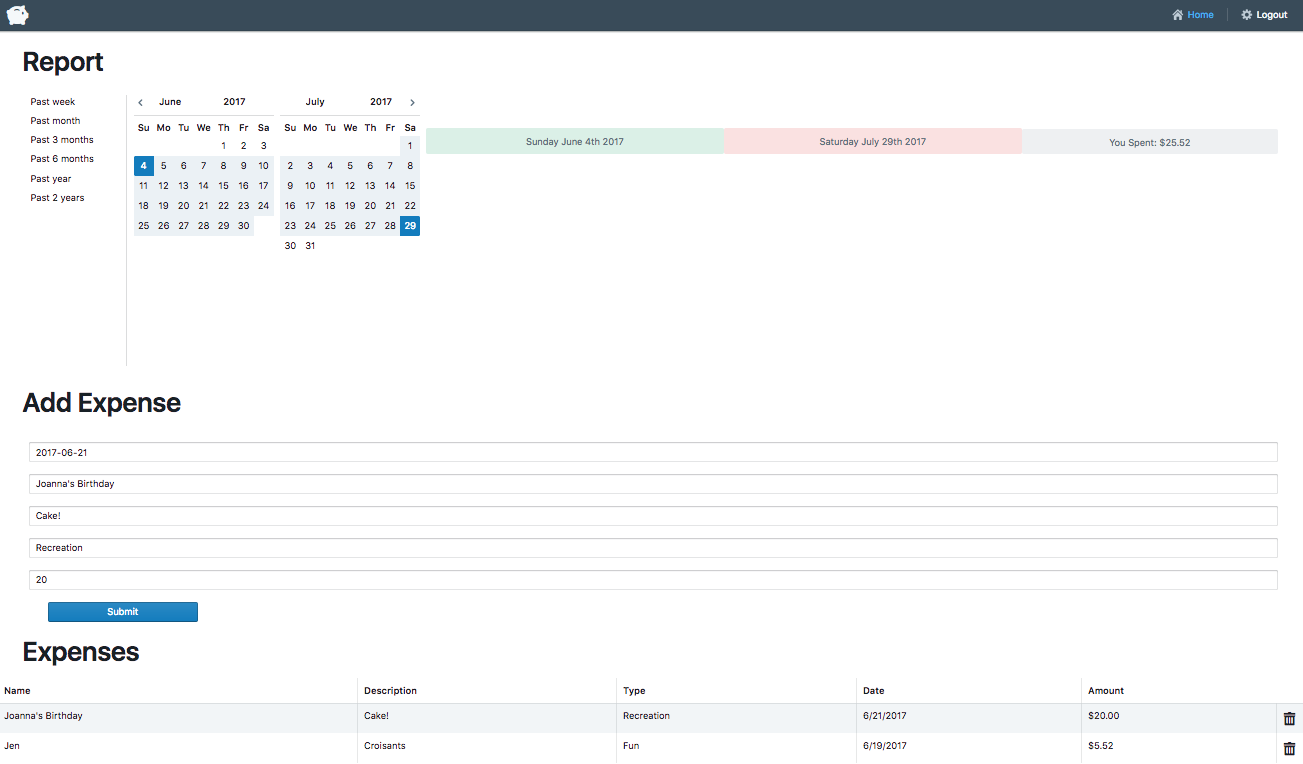 Home
Logout
Report
Past week
Past month
Past 3 months
Past 6 months
Past year
Past 2 years
June 2017
Su Mo Tu We Th Fr Sa
1 2 3
4 5 6 7 8 9 10
11 12 13 14 15 16 17
18 19 20 21 22 23 24
25 26 27 28 29 30
July 2017
Su Mo Tu We Th Fr Sa
1
2 3 4 5 6 7 8
9 10 11 12 13 14 15
16 17 18 19 20 21 22
23 24 25 26 27 28 29
30 31
Sunday June 4th 2017
Saturday July 29th 2017
You Spent: $25.52
Add Expense
2017-06-21
Joanna's Birthday
Cake!
Recreation
20
Submit
Expenses
Name Description Type Date Amount
Joanna's Birthday Cake! Recreation 6/21/2017 $20.00
Jen Croisants Fun 6/19/2017 $5.52